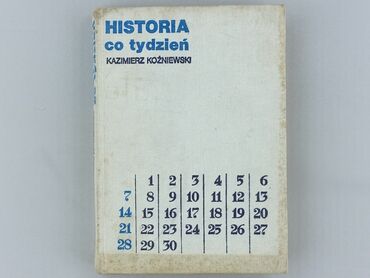 HISTORIA
co tydzień
KAZIMIERZ KOŹNIEWSKI
1 2 3 4 5 6
7 8 9 10 11 12 13
14 15 16 17 18 19 20
21 22 23 24 25 26 27
28 29 30